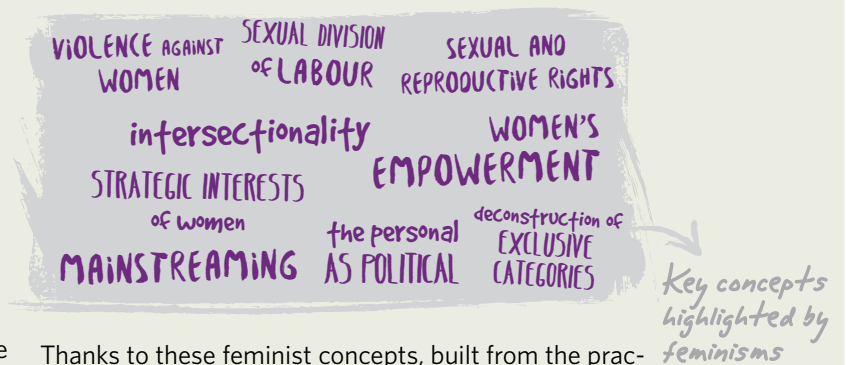 ViOLENCE AGAiNST
WOMEN
SEXUAL DIVISION
of LABOUR
SEXUAL AND
REPRODUCTiVE RiGHTS
intersectionality
WOMEN'S
EMPOWERMENT
STRATEGIC INTERESTS
of women
MAiNSTREAMiNG
the personal
AS POLITICAL
deconstruction of
EXCLUSIVE
CATEGORIES
Key concepts
highlighted by
feminisms
Thanks to these feminist concepts, built from the prac-